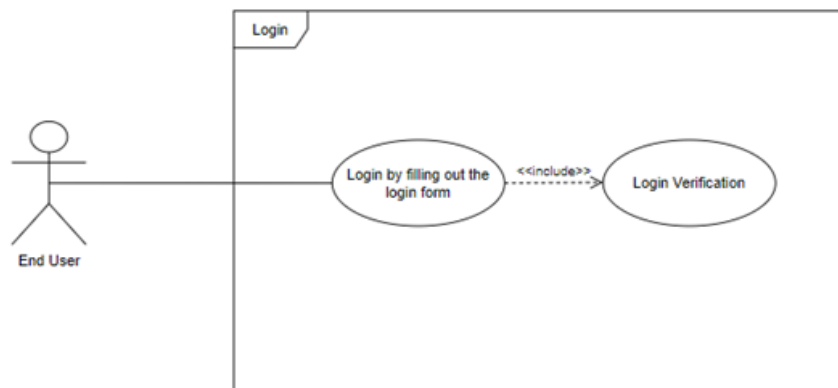 Login
Login by filling out the
login form
<<include>>
Login Verification
End User